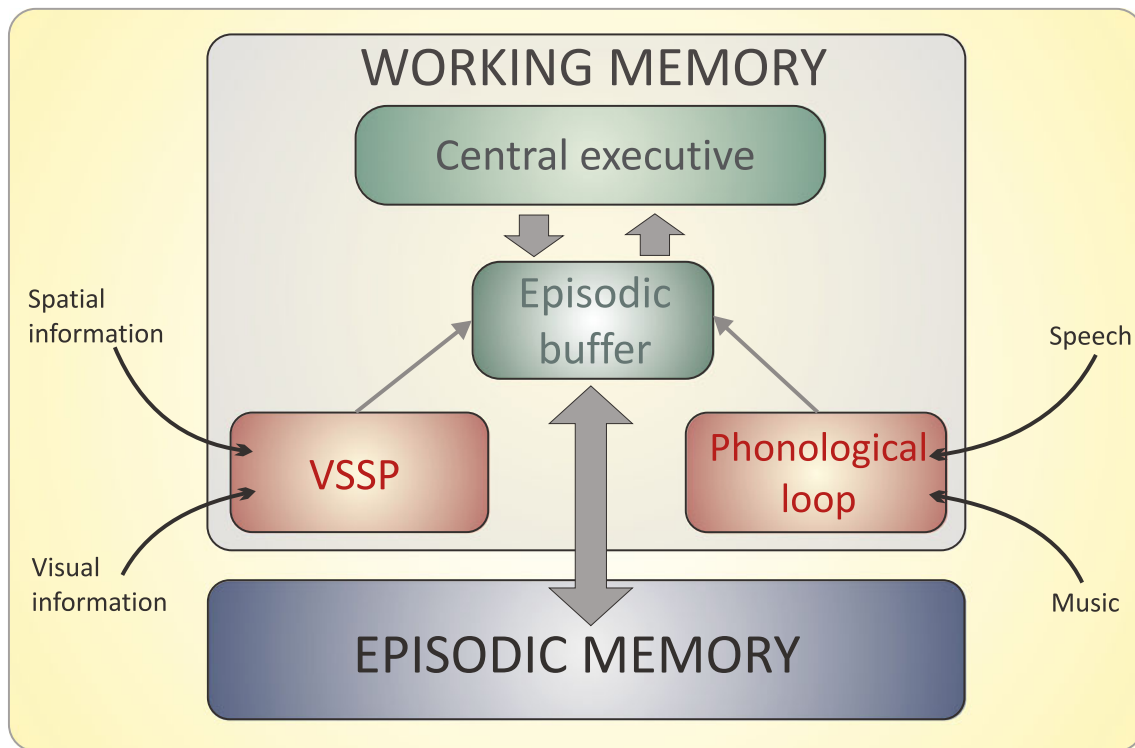 WORKING MEMORY
Central executive
Episodic
buffer
Spatial
information
Speech
VSSP
Phonological
loop
Visual
information
Music
EPISODIC MEMORY